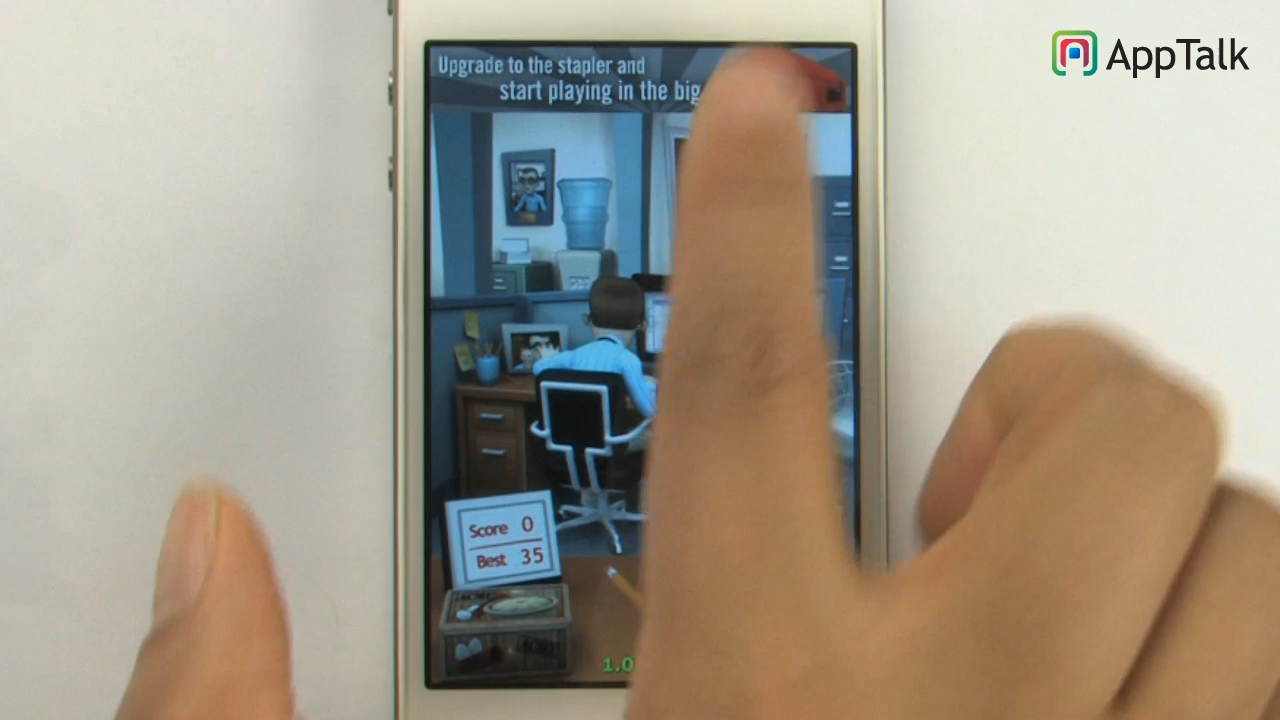 AppTalk
Upgrade to the stapler and
start playing in the big
Score 0
Best 35
1.0